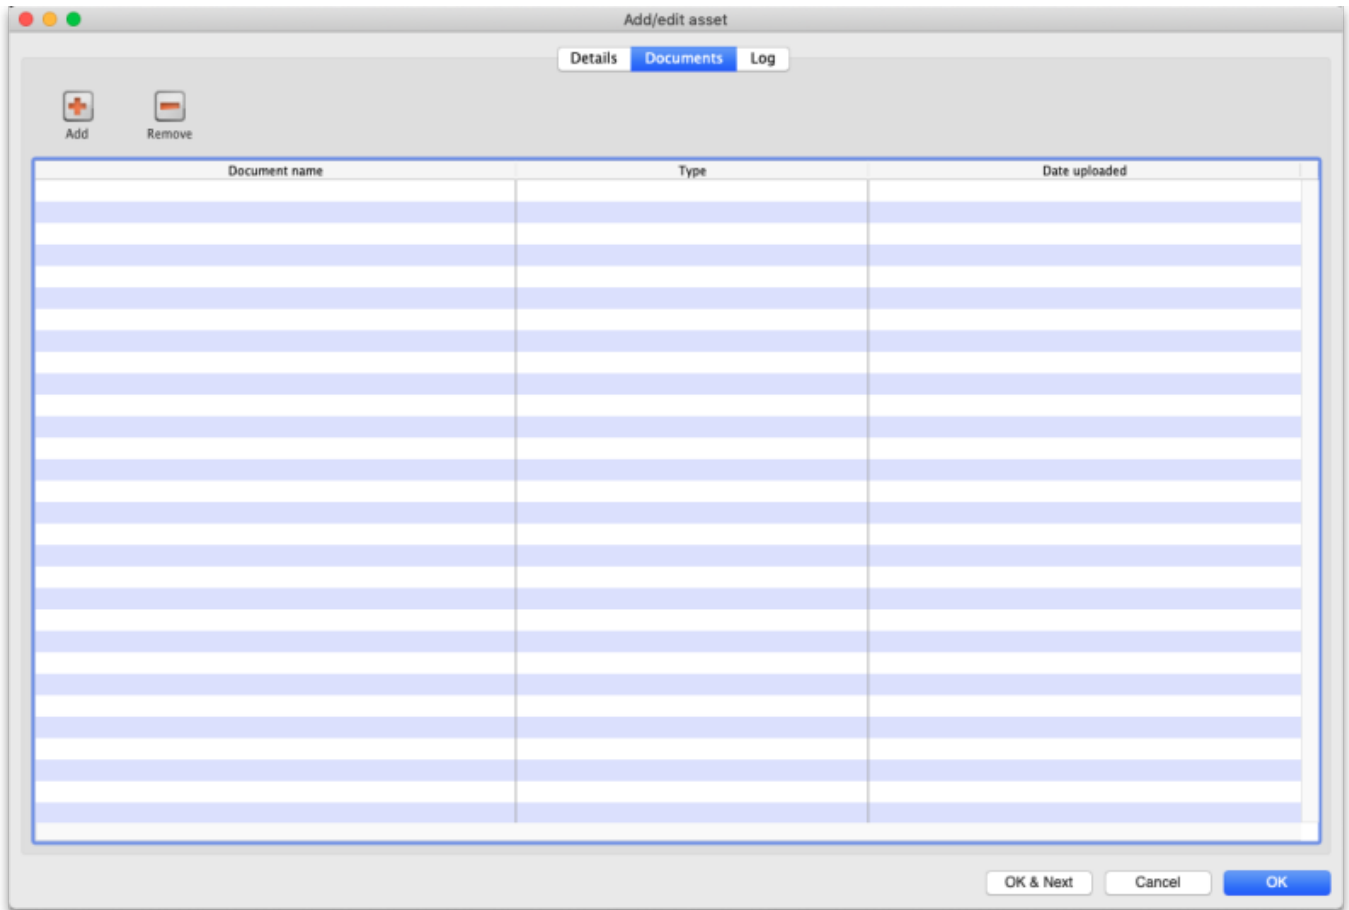 Add/edit asset
Details Documents Log
Add Remove
Document name Type Date uploaded
OK & Next Cancel OK